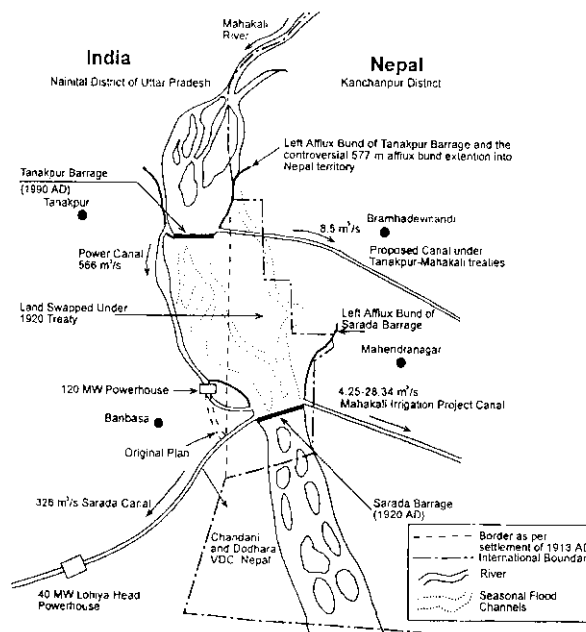 Mahakali
River
India
Nainital District of Uttar Pradesh
Nepal
Kanchanpur District
Left Afflux Bund of Tanakpur Barrage and the
controversial 577 m afflux bund extention into
Nepal territory
Tanakpur Barrage
(1990 AD)
Tanakpur
8.5 m³/s
Bramhadewmandi
Proposed Canal under
Tanakpur-Mahakali treaties
Power Canal
566 m³/s
Land Swapped Under
1920 Treaty
Left Afflux Bund of
Sarada Barrage
Mahendranagar
120 MW Powerhouse
4.25-28.34 m³/s
Mahakali Irrigation Project Canal
Banbasa
Original Plan
326 m³/s Sarada Canal
Sarada Barrage
(1920 AD)
Chandani
and Dodhara
VDC, Nepal
40 MW Lohiya Head
Powerhouse
Border as per
settlement of 1913 AD
International Boundar
River
Seasonal Flood
Channels